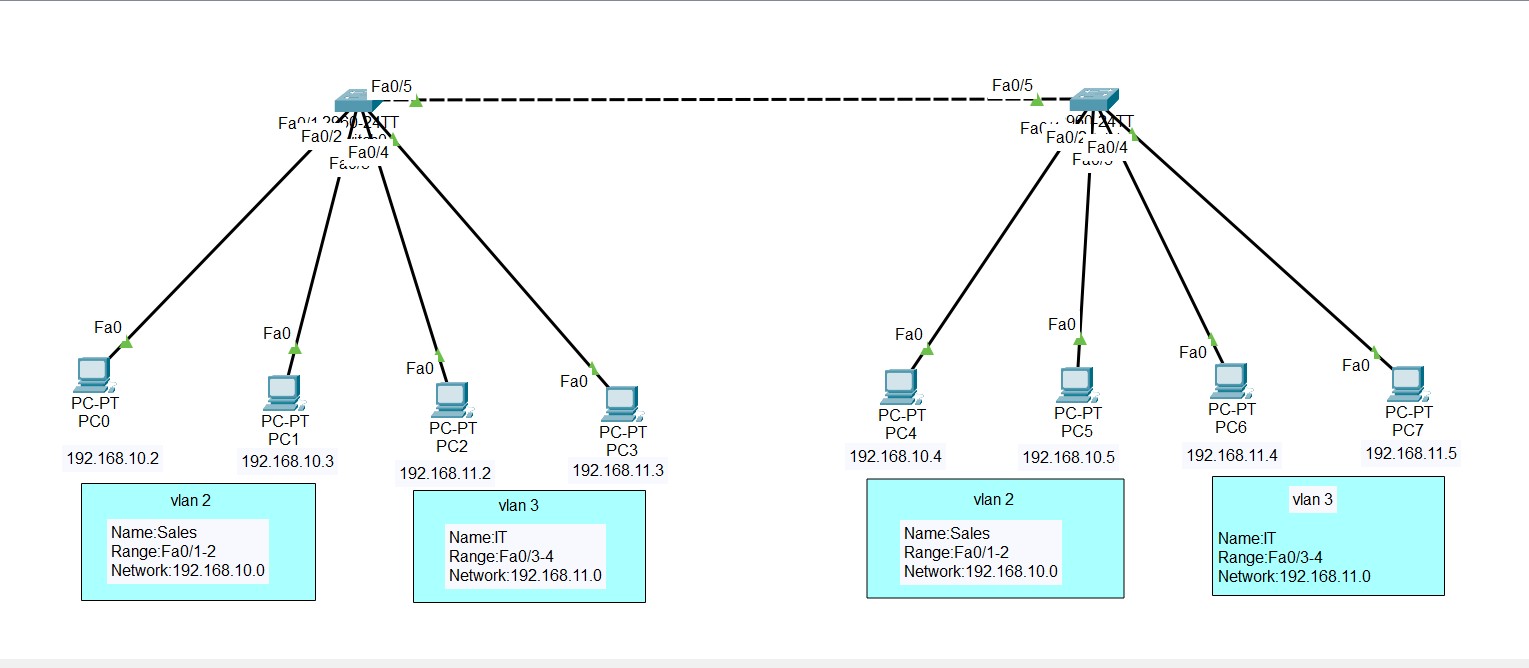 Fa0/5
Fa0/5
2960-24TT
Fa0/2
Fa0/4
Fa0/2
Fa0/4
Fa0
Fa0
Fa0
Fa0
Fa0
Fa0
Fa0
Fa0
PC-PT
PC0
PC-PT
PC1
PC-PT
PC2
PC-PT
PC3
PC-PT
PC4
PC-PT
PC5
PC-PT
PC6
PC-PT
PC7
192.168.10.2
192.168.10.3
192.168.11.2
192.168.11.3
192.168.10.4
192.168.10.5
192.168.11.4
192.168.11.5
vlan 2
Name:Sales
Range:Fa0/1-2
Network:192.168.10.0
vlan 3
Name:IT
Range:Fa0/3-4
Network:192.168.11.0
vlan 2
Name:Sales
Range:Fa0/1-2
Network:192.168.10.0
vlan 3
Name:IT
Range:Fa0/3-4
Network:192.168.11.0